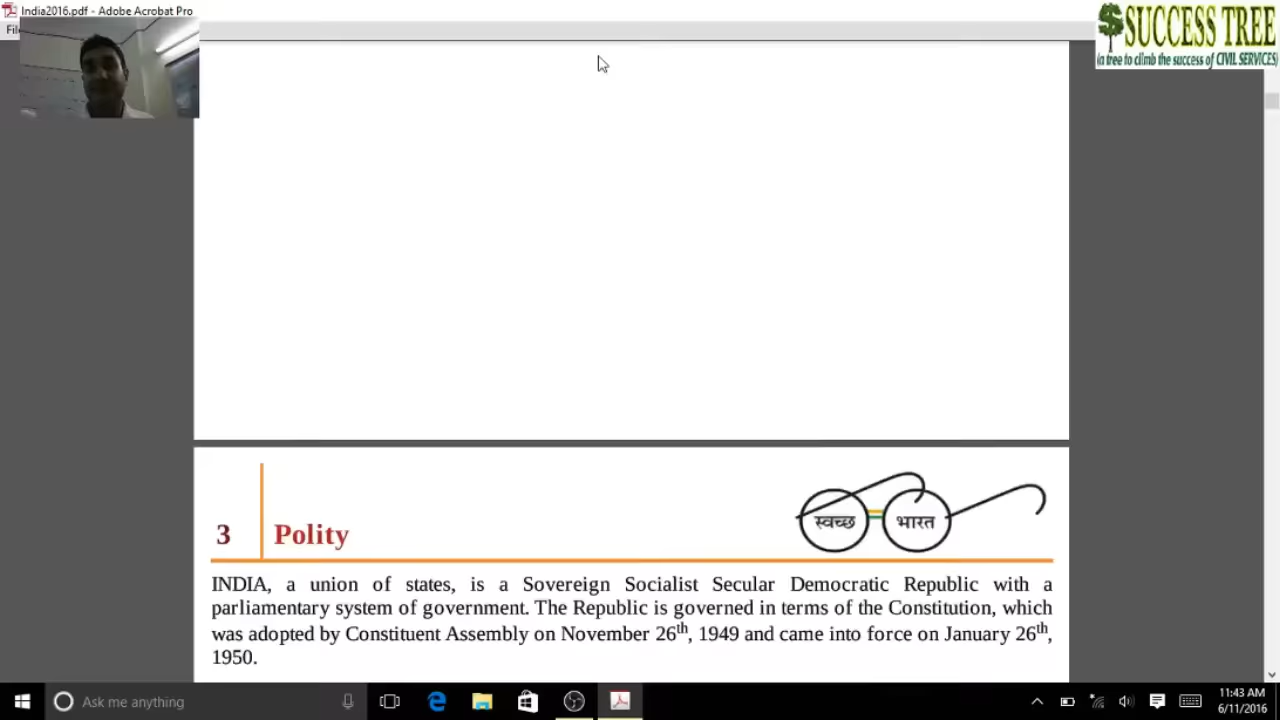 India2016.pdf - Adobe Acrobat Pro
SUCCESS TREE
(a tree to climb the success of CIVIL SERVICES)
3 Polity
स्वच्छ भारत
INDIA, a union of states, is a Sovereign Socialist Secular Democratic Republic with a
parliamentary system of government. The Republic is governed in terms of the Constitution, which
was adopted by Constituent Assembly on November 26th, 1949 and came into force on January 26th,
1950.
Ask me anything
11:43 AM
6/11/2016